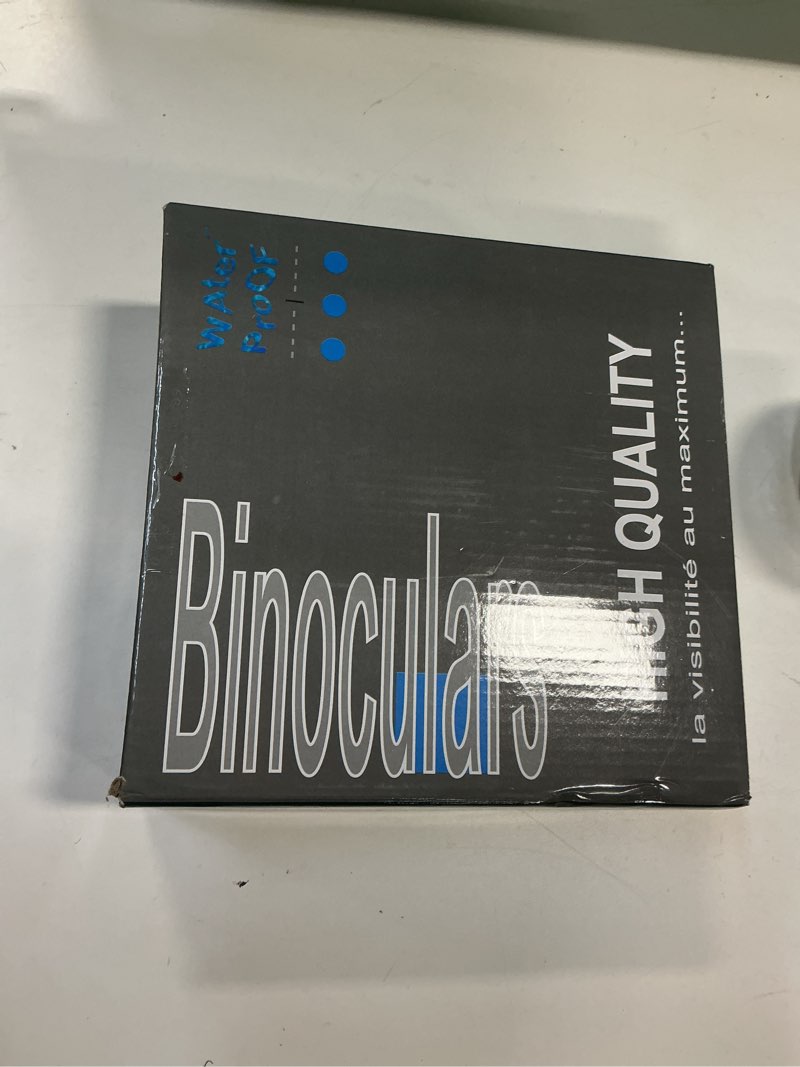 WAter
ProOF
Binoculars
HIGH QUALITY
la visibilité au maximum...